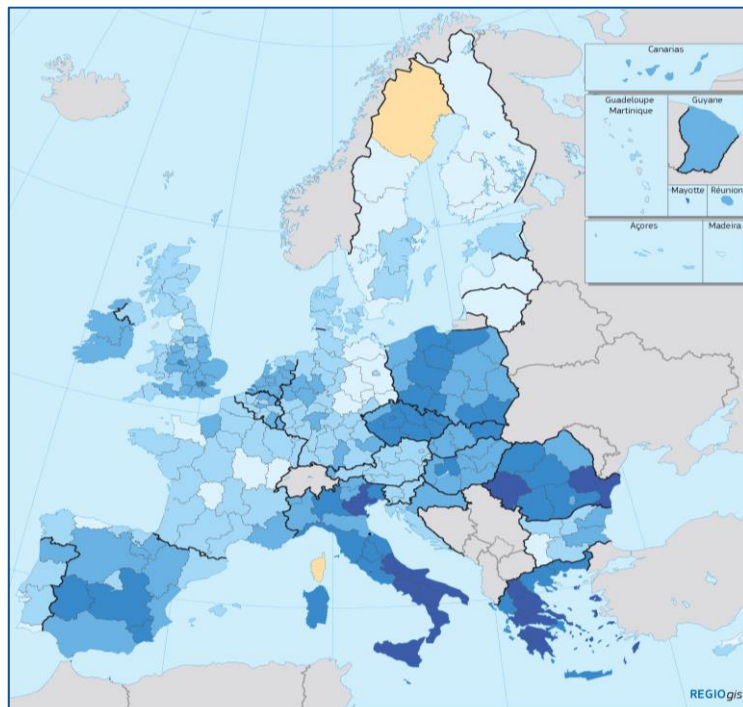 Canarias
Guadeloupe
Martinique
Guyane
Mayotte
Réunion
Açores
Madeira
REGIOgis